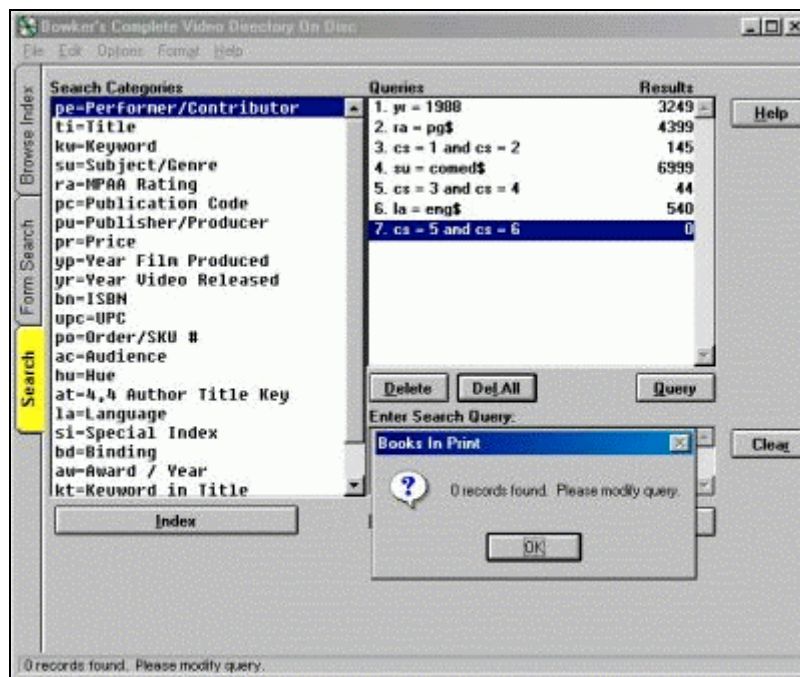 Bowker's Complete Video Directory On Disc
File Edit Options Format Help
Browse Index
Form Search
Search
Search Categories
pe=Performer/Contributor
ti=Title
kw=Keyword
su=Subject/Genre
ra=MPAA Rating
pc=Publication Code
pu=Publisher/Producer
pr=Price
yp=Year Film Produced
yr=Year Video Released
bn=ISBN
upc=UPC
po=Order/SKU #
ac=Audience
hu=Hue
at=4,4 Author Title Key
la=Language
si=Special Index
bd=Binding
aw=Award / Year
kt=Keyword in Title
Index
Queries Results
1. yr = 1988 3249
2. ra = pg$ 4399
3. cs = 1 and cs = 2 145
4. su = comed$ 6999
5. cs = 3 and cs = 4 44
6. la = eng$ 540
7. cs = 5 and cs = 6 0
Delete Del All Query
Enter Search Query:
Books In Print
0 records found. Please modify query.
OK
Help
Clear
0 records found. Please modify query.